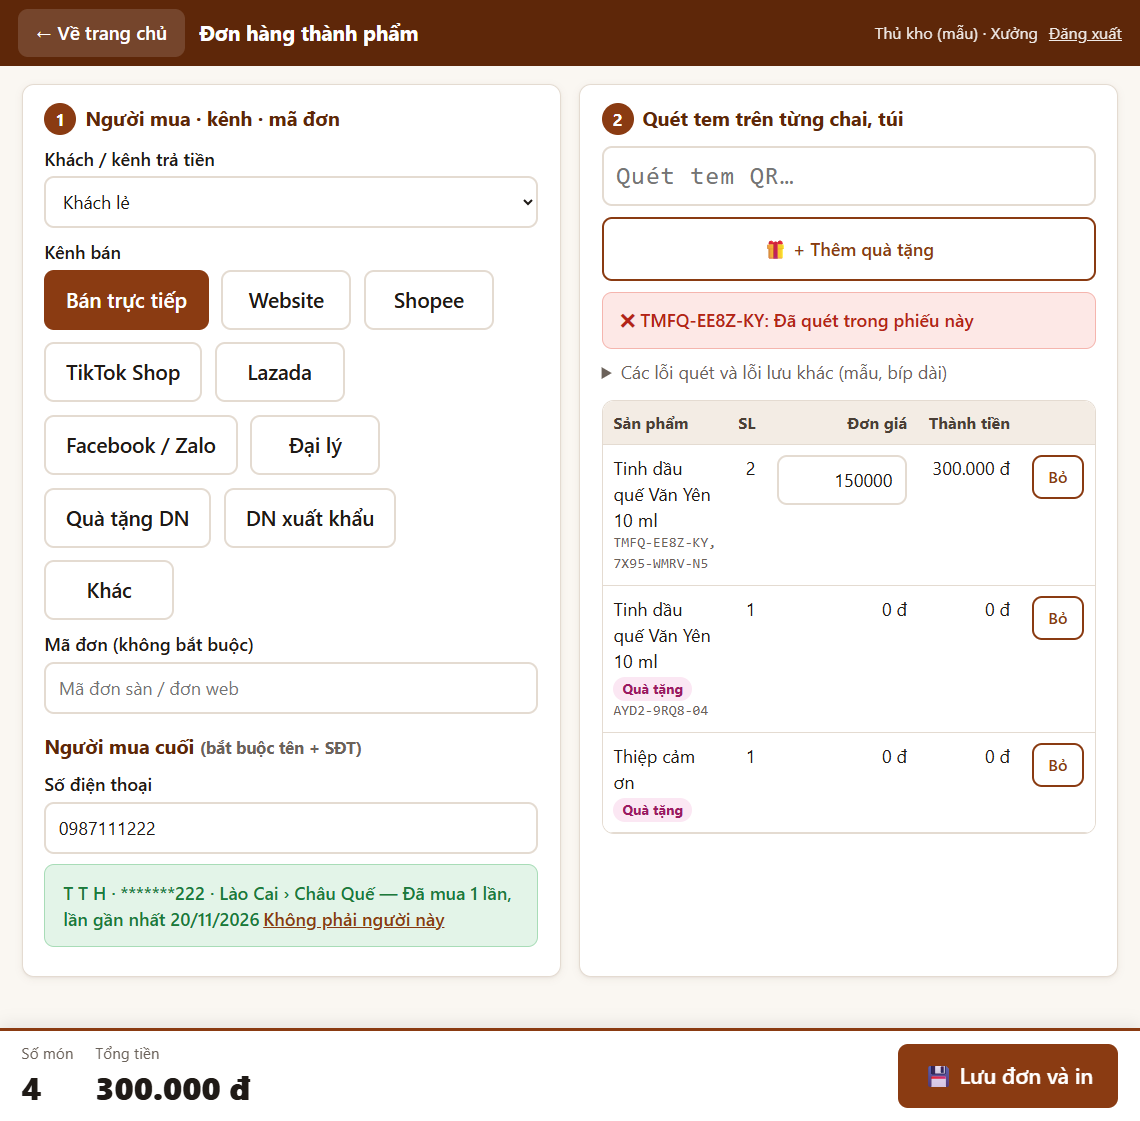 ← Về trang chủ
Đơn hàng thành phẩm
Thủ kho (mẫu) · Xưởng Đăng xuất
1 Người mua · kênh · mã đơn
Khách / kênh trả tiền
Khách lẻ
Kênh bán
Bán trực tiếp
Website
Shopee
TikTok Shop
Lazada
Facebook / Zalo
Đại lý
Quà tặng DN
DN xuất khẩu
Khác
Mã đơn (không bắt buộc)
Mã đơn sàn / đơn web
Người mua cuối (bắt buộc tên + SĐT)
Số điện thoại
0987111222
T T H · *******222 · Lào Cai › Châu Quế — Đã mua 1 lần,
lần gần nhất 20/11/2026 Không phải người này
2 Quét tem trên từng chai, túi
Quét tem QR…
+ Thêm quà tặng
❌ TMFQ-EE8Z-KY: Đã quét trong phiếu này
▶ Các lỗi quét và lỗi lưu khác (mẫu, bíp dài)
Sản phẩm SL Đơn giá Thành tiền
Tinh dầu 2 150000 300.000 đ Bỏ
quế Văn Yên
10 ml
TMFQ-EE8Z-KY,
7X95-WMRV-N5
Tinh dầu 1 0 đ 0 đ Bỏ
quế Văn Yên
10 ml
Quà tặng
AYD2-9RQ8-04
Thiệp cảm 1 0 đ 0 đ Bỏ
ơn
Quà tặng
Số món Tổng tiền
4 300.000 đ
Lưu đơn và in